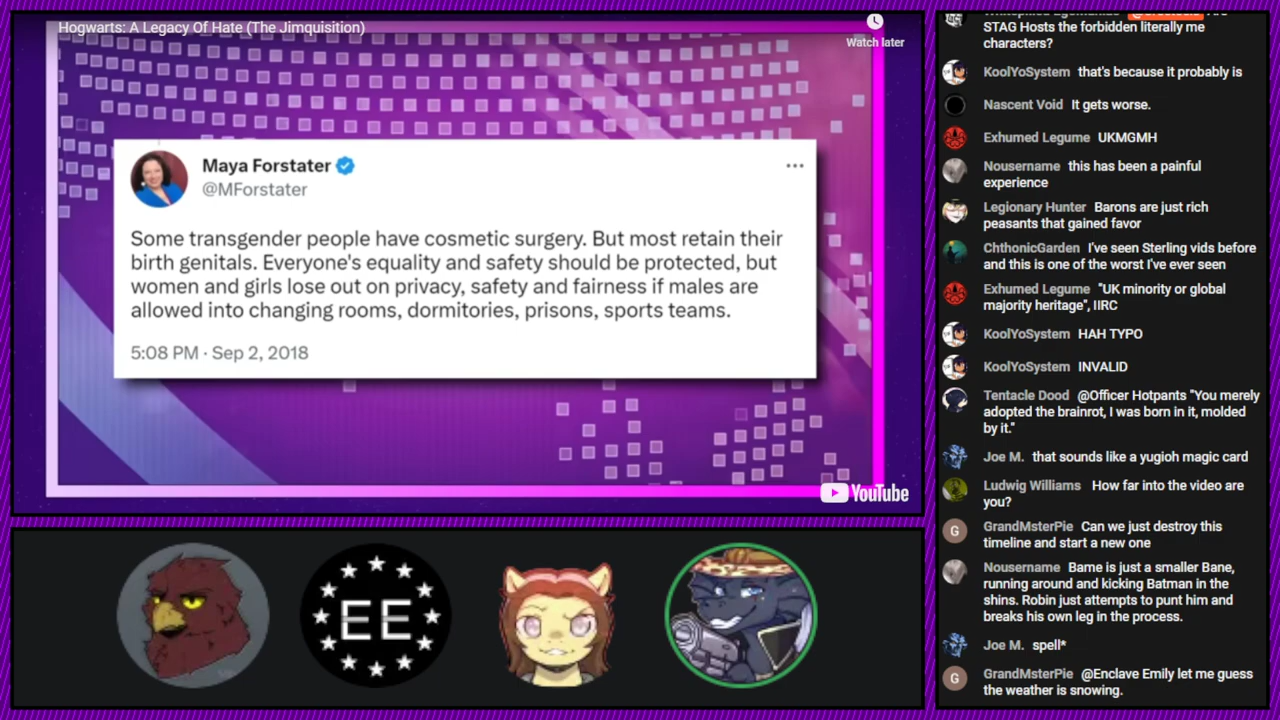 Hogwarts: A Legacy Of Hate (The Jimquisition)
Watch later
Maya Forstater
@MForstater
Some transgender people have cosmetic surgery. But most retain their
birth genitals. Everyone's equality and safety should be protected, but
women and girls lose out on privacy, safety and fairness if males are
allowed into changing rooms, dormitories, prisons, sports teams.
5:08 PM · Sep 2, 2018
YouTube
EE
STAG Hosts the forbidden literally me
characters?
KoolYoSystem that's because it probably is
Nascent Void It gets worse.
Exhumed Legume UKMGMH
Nousername this has been a painful
experience
Legionary Hunter Barons are just rich
peasants that gained favor
ChthonicGarden I've seen Sterling vids before
and this is one of the worst I've ever seen
Exhumed Legume "UK minority or global
majority heritage", IIRC
KoolYoSystem HAH TYPO
KoolYoSystem INVALID
Tentacle Dood @Officer Hotpants "You merely
adopted the brainrot, I was born in it, molded
by it."
Joe M. that sounds like a yugioh magic card
Ludwig Williams How far into the video are
you?
G GrandMsterPie Can we just destroy this
timeline and start a new one
Nousername Bame is just a smaller Bane,
running around and kicking Batman in the
shins. Robin just attempts to punt him and
breaks his own leg in the process.
Joe M. spell*
G GrandMsterPie @Enclave Emily let me guess
the weather is snowing.